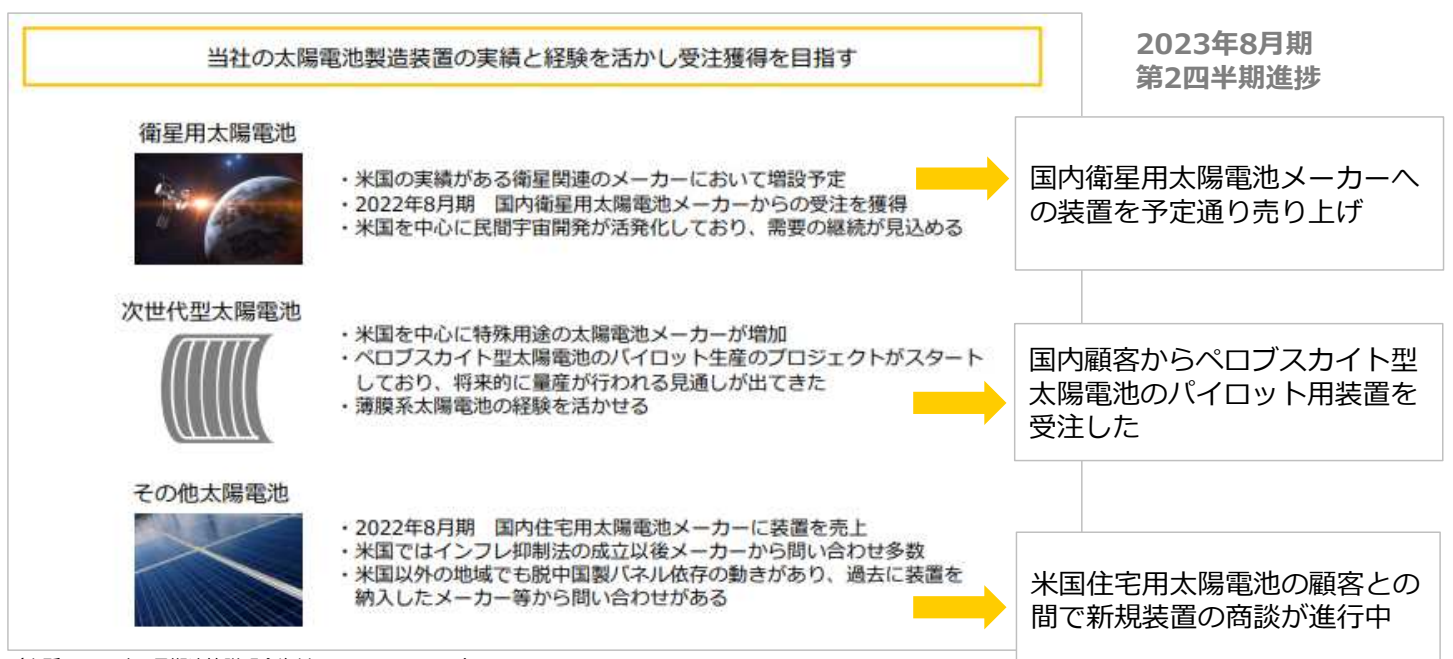 当社の太陽電池製造装置の実績と経験を活かし受注獲得を目指す
2023年8月期
第2四半期進捗
衛星用太陽電池
・米国の実績がある衛星関連のメーカーにおいて増設予定
・2022年8月期 国内衛星用太陽電池メーカーからの受注を獲得
・米国を中心に民間宇宙開発が活発化しており、需要の継続が見込める
国内衛星用太陽電池メーカーへ
の装置を予定通り売り上げ
次世代型太陽電池
・米国を中心に特殊用途の太陽電池メーカーが増加
・ペロブスカイト型太陽電池のパイロット生産のプロジェクトがスタート
しており、将来的に量産が行われる見通しが出てきた
・薄膜系太陽電池の経験を活かせる
国内顧客からペロブスカイト型
太陽電池のパイロット用装置を
受注した
その他太陽電池
・2022年8月期 国内住宅用太陽電池メーカーに装置を売上
・米国ではインフレ抑制法の成立以後メーカーから問い合わせ多数
・米国以外の地域でも脱中国製パネル依存の動きがあり、過去に装置を
納入したメーカー等から問い合わせがある
米国住宅用太陽電池の顧客との
間で新規装置の商談が進行中